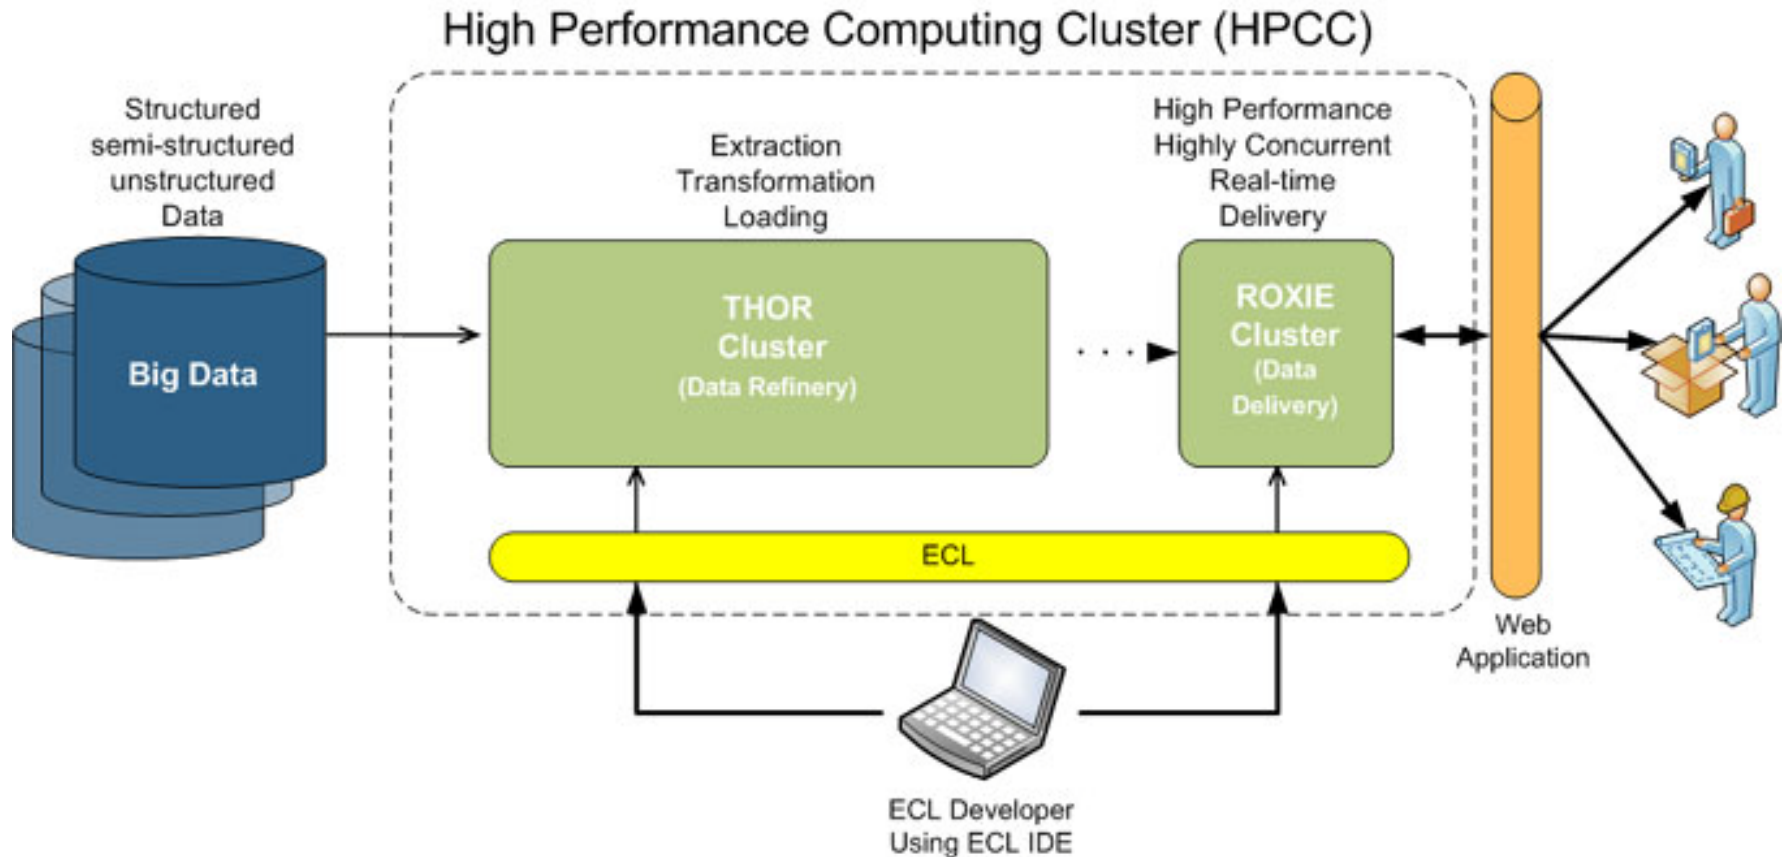 High Performance Computing Cluster (HPCC)
Structured
semi-structured
unstructured
Data
Big Data
Extraction
Transformation
Loading
THOR
Cluster
(Data Refinery)
High Performance
Highly Concurrent
Real-time
Delivery
ROXIE
Cluster
(Data
Delivery)
ECL
Web
Application
ECL Developer
Using ECL IDE